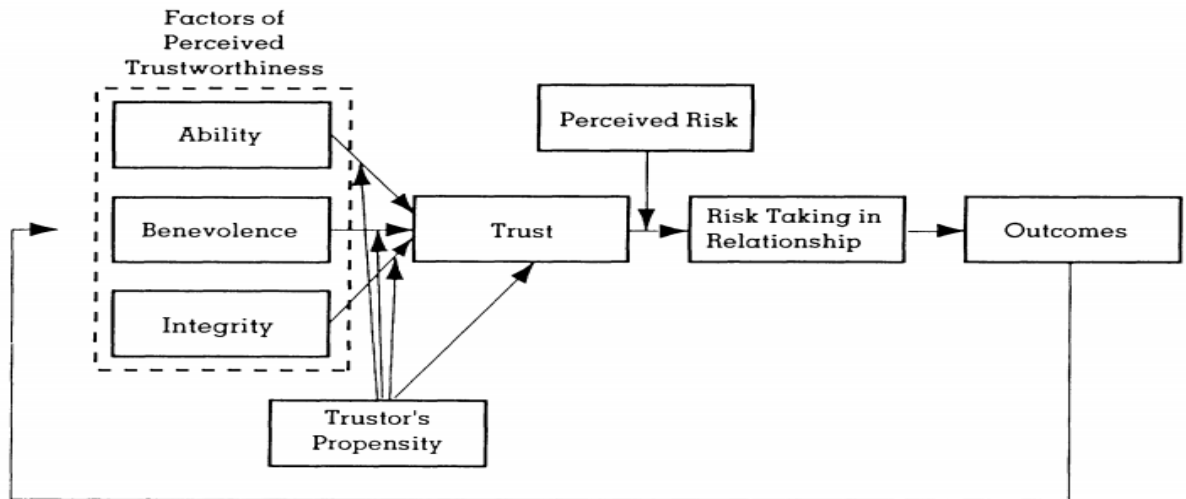 Factors of
Perceived
Trustworthiness
Ability
Perceived Risk
Benevolence
Trust
Risk Taking in
Relationship
Outcomes
Integrity
Trustor's
Propensity